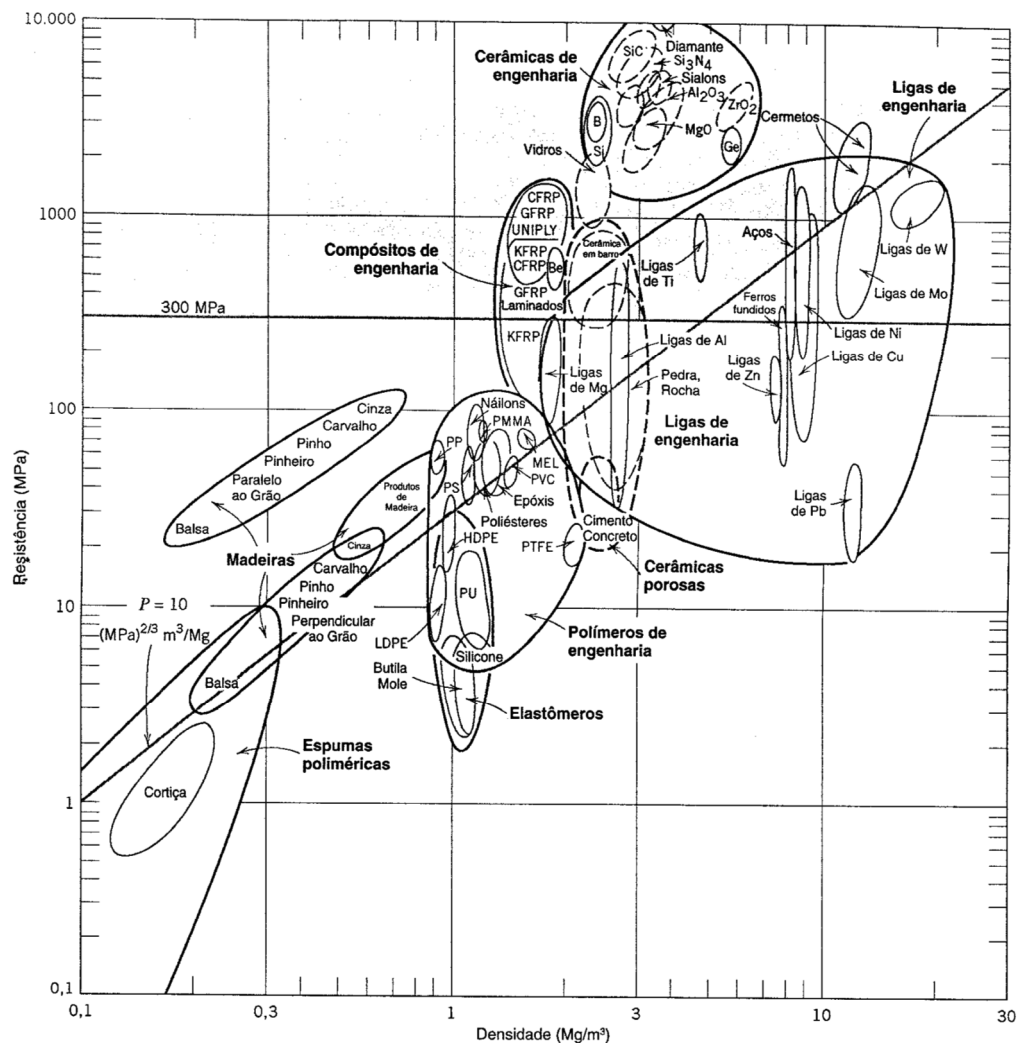 10.000
1000
100
10
1
0,1
Resistência (MPa)
0,1
0,3
1
3
10
30
Densidade (Mg/m³)
Cerâmicas de
engenharia
SiC
Diamante
Si₃N₄
Sialons
Al₂O₃
ZrO₂
MgO
B
Si
Ge
Vidros
Cermetos
Ligas de
engenharia
CFRP
GFRP
UNIPLY
KFRP
CFRP
Be
GFRP
Laminados
KFRP
Compósitos de
engenharia
Cerâmica
em barro
Ligas
de Ti
Aços
Ligas de W
Ligas de Mo
Ferros
fundidos
Ligas de Ni
Ligas de Cu
Ligas
de Zn
300 MPa
Ligas de Al
Ligas
de Mg
Pedra,
Rocha
Ligas de
engenharia
Ligas
de Pb
Cinza
Carvalho
Pinho
Pinheiro
Paralelo
ao Grão
Balsa
Madeiras
Produtos
de
Madeira
Náilons
PP
PMMA
PS
MEL
PVC
Epóxis
Poliésteres
HDPE
PTFE
Cimento
Concreto
Cerâmicas
porosas
Cinza
Carvalho
Pinho
Pinheiro
Perpendicular
ao Grão
Balsa
P = 10
(MPa)²ᐟ³ m³/Mg
PU
LDPE
Silicone
Butila
Mole
Polímeros de
engenharia
Elastômeros
Espumas
poliméricas
Cortiça